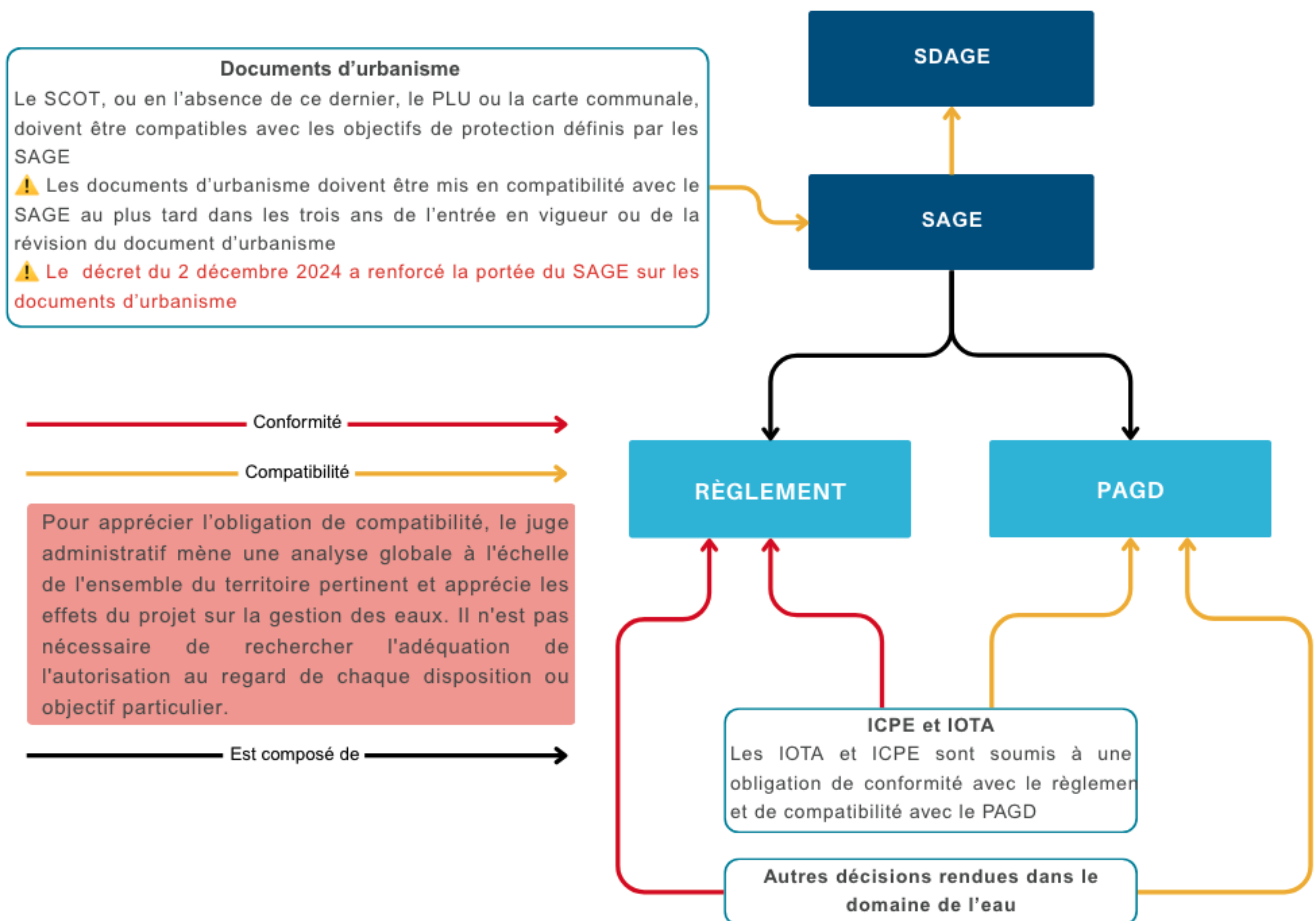 SDAGE
Documents d'urbanisme
Le SCOT, ou en l'absence de ce dernier, le PLU ou la carte communale,
doivent être compatibles avec les objectifs de protection définis par les
SAGE
⚠️ Les documents d'urbanisme doivent être mis en compatibilité avec le
SAGE au plus tard dans les trois ans de l'entrée en vigueur ou de la
révision du document d'urbanisme
⚠️ Le décret du 2 décembre 2024 a renforcé la portée du SAGE sur les
documents d'urbanisme
SAGE
Conformité
Compatibilité
Pour apprécier l'obligation de compatibilité, le juge
administratif mène une analyse globale à l'échelle
de l'ensemble du territoire pertinent et apprécie les
effets du projet sur la gestion des eaux. Il n'est pas
nécessaire de rechercher l'adéquation de
l'autorisation au regard de chaque disposition ou
objectif particulier.
Est composé de
RÈGLEMENT
PAGD
ICPE et IOTA
Les IOTA et ICPE sont soumis à une
obligation de conformité avec le règlemen
et de compatibilité avec le PAGD
Autres décisions rendues dans le
domaine de l'eau